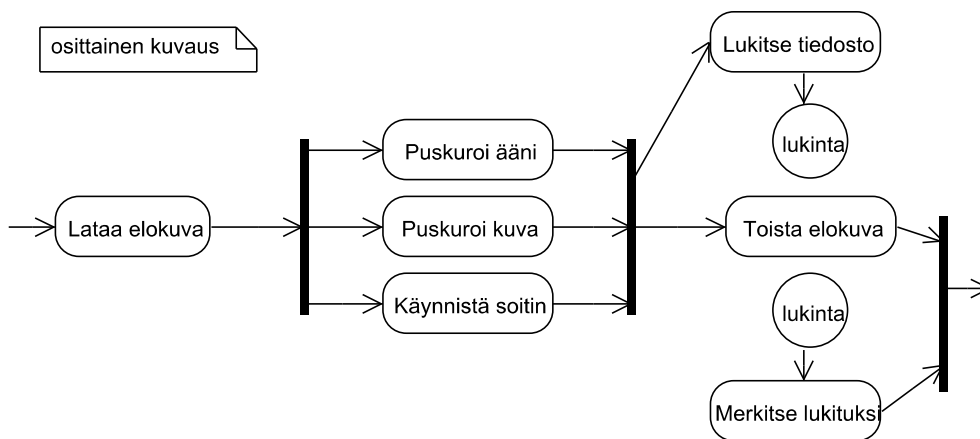 osittainen kuvaus
Lukitse tiedosto
lukinta
Puskuroi ääni
Lataa elokuva
Puskuroi kuva
Toista elokuva
Käynnistä soitin
lukinta
Merkitse lukituksi